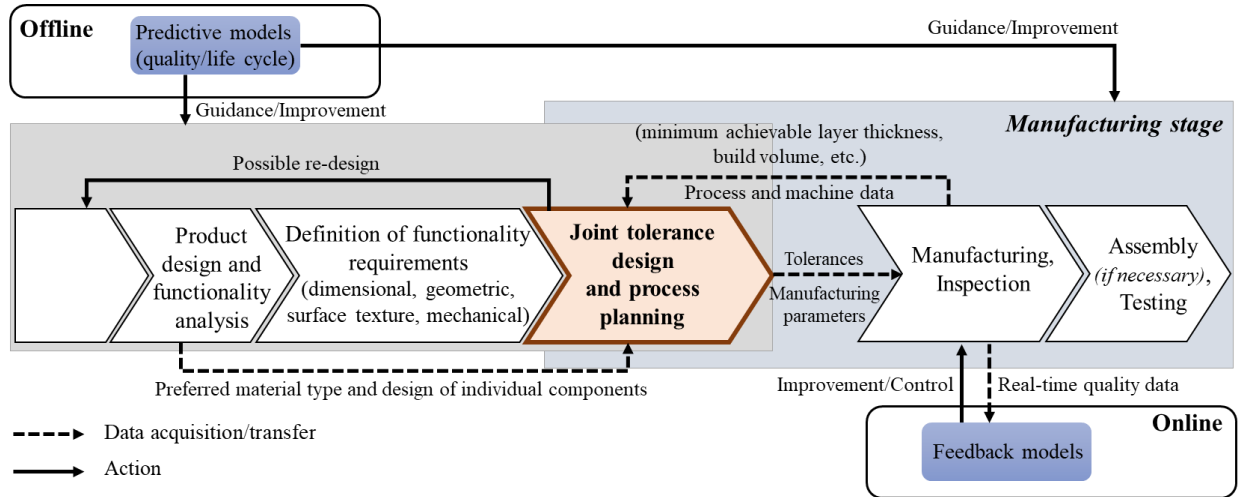 Offline
Predictive models
(quality/life cycle)
Guidance/Improvement
Guidance/Improvement
Manufacturing stage
(minimum achievable layer thickness,
build volume, etc.)
Possible re-design
Process and machine data
Product
design and
functionality
analysis
Definition of functionality
requirements
(dimensional, geometric,
surface texture, mechanical)
Joint tolerance
design
and process
planning
Tolerances
Manufacturing
parameters
Manufacturing,
Inspection
Assembly
(if necessary),
Testing
Preferred material type and design of individual components
Improvement/Control
Real-time quality data
Online
Feedback models
Data acquisition/transfer
Action